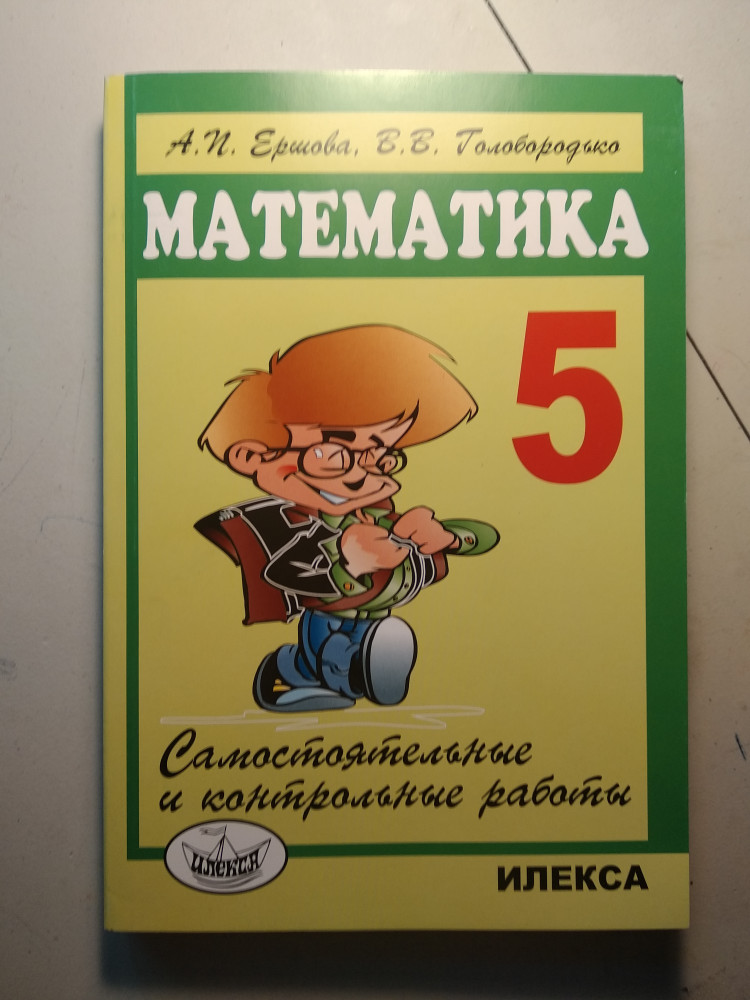 А.П. Ершова, В.В. Голобородько
МАТЕМАТИКА
5
Самостоятельные
и контрольные работы
ИЛЕКСА
ИЛЕКСА